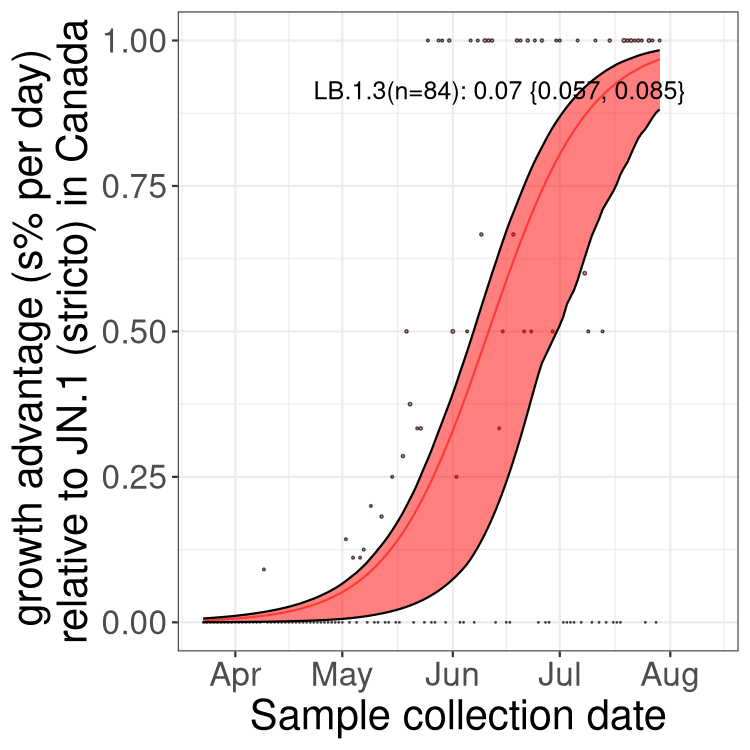 growth advantage (s% per day)
relative to JN.1 (stricto) in Canada
1.00
0.75
0.50
0.25
0.00
LB.1.3(n=84): 0.07 {0.057, 0.085}
Apr May Jun Jul Aug
Sample collection date